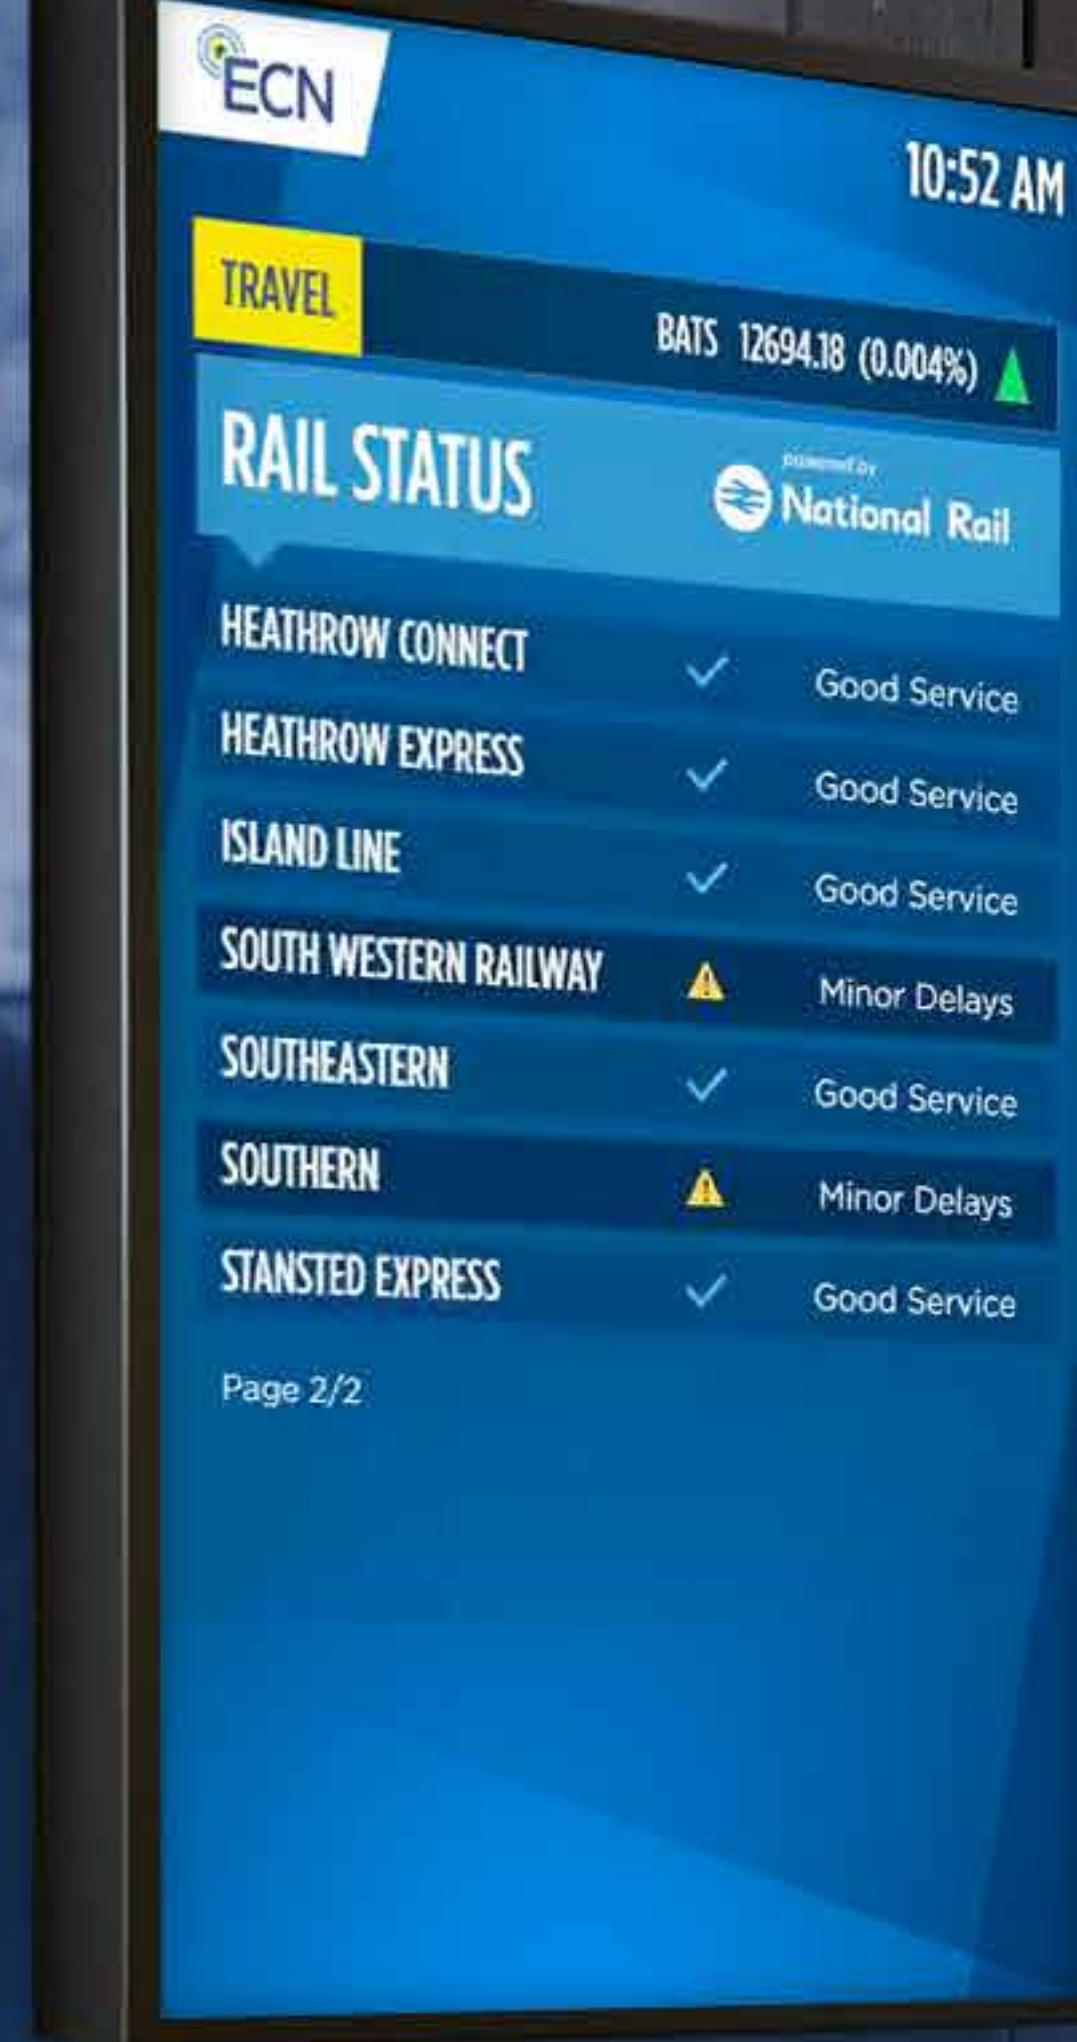 ECN
10:52 AM
TRAVEL
BATS 12694.18 (0.004%)
RAIL STATUS
powered by
National Rail
HEATHROW CONNECT Good Service
HEATHROW EXPRESS Good Service
ISLAND LINE Good Service
SOUTH WESTERN RAILWAY Minor Delays
SOUTHEASTERN Good Service
SOUTHERN Minor Delays
STANSTED EXPRESS Good Service
Page 2/2